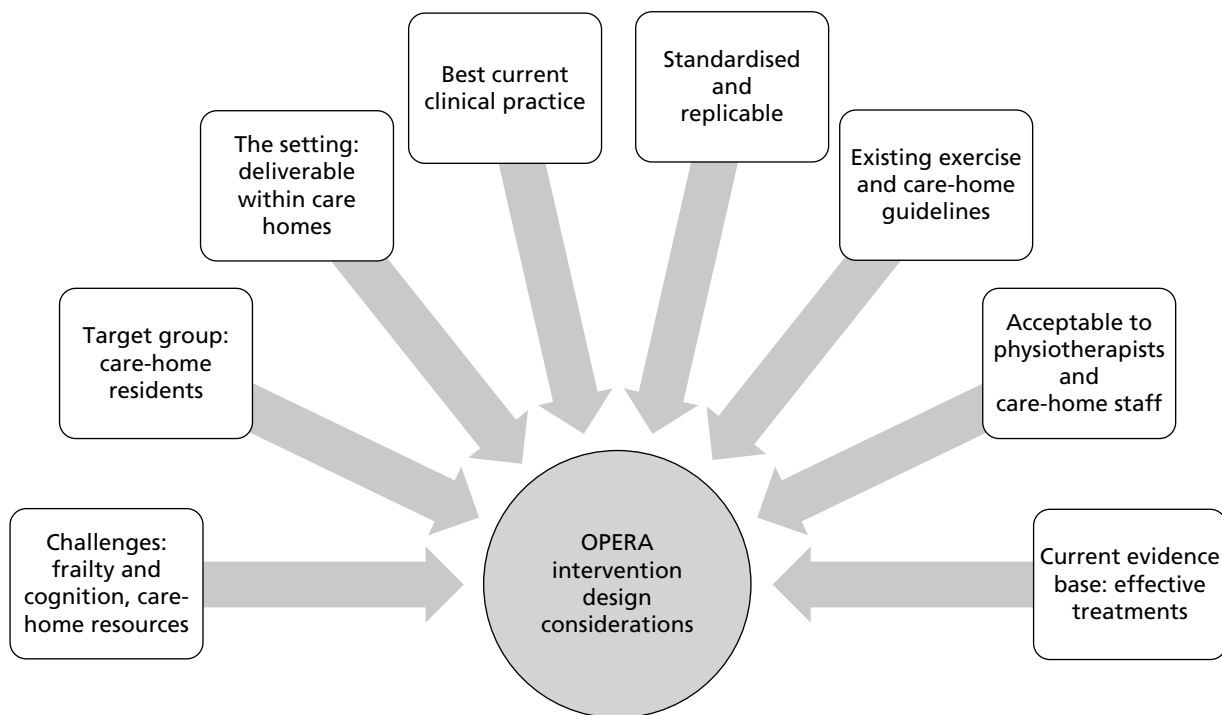 Best current
clinical practice
Standardised
and
replicable
The setting:
deliverable
within care
homes
Existing exercise
and care-home
guidelines
Target group:
care-home
residents
Acceptable to
physiotherapists
and
care-home staff
Challenges:
frailty and
cognition, care-
home resources
OPERA
intervention
design
considerations
Current evidence
base: effective
treatments